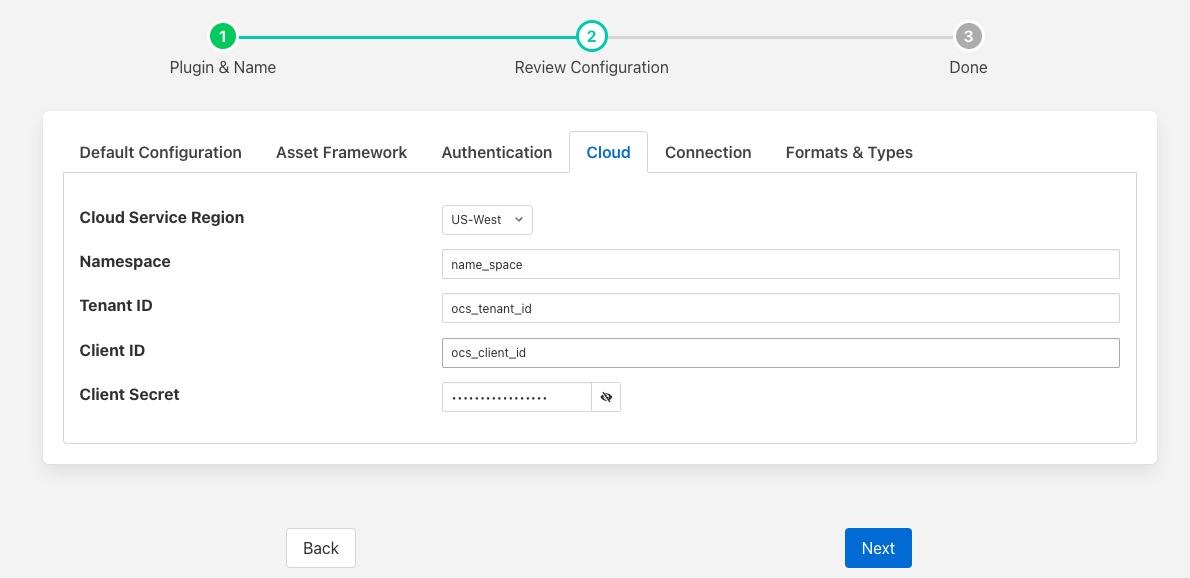 1 2 3
Plugin & Name Review Configuration Done
Default Configuration Asset Framework Authentication Cloud Connection Formats & Types
Cloud Service Region US-West
Namespace name_space
Tenant ID ocs_tenant_id
Client ID ocs_client_id
Client Secret •••••••••••••••••
Back Next